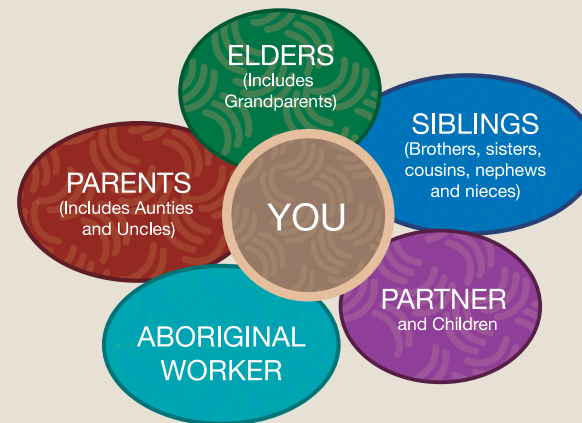 ELDERS
(Includes
Grandparents)
SIBLINGS
(Brothers, sisters,
cousins, nephews
and nieces)
PARENTS
(Includes Aunties
and Uncles)
YOU
PARTNER
and Children
ABORIGINAL
WORKER